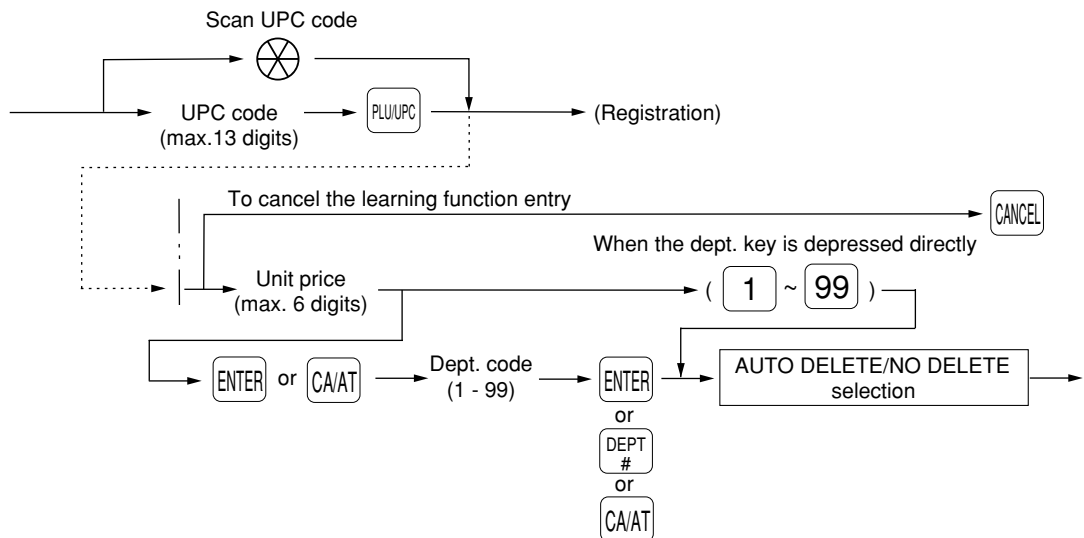 Scan UPC code
UPC code
(max.13 digits)
PLU/UPC
(Registration)
To cancel the learning function entry
CANCEL
When the dept. key is depressed directly
Unit price
(max. 6 digits)
( 1 ~ 99 )
ENTER or CA/AT
Dept. code
(1 - 99)
ENTER
or
DEPT
#
or
CA/AT
AUTO DELETE/NO DELETE
selection